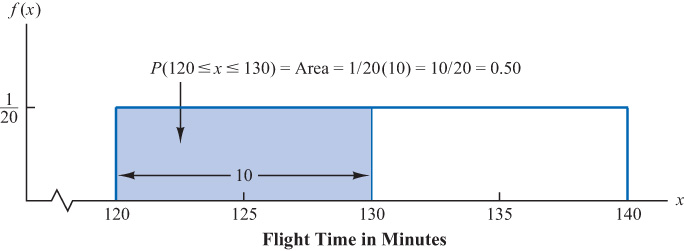 f(x)
P(120 ≤ x ≤ 130) = Area = 1/20(10) = 10/20 = 0.50
1
20
10
x
120 125 130 135 140
Flight Time in Minutes